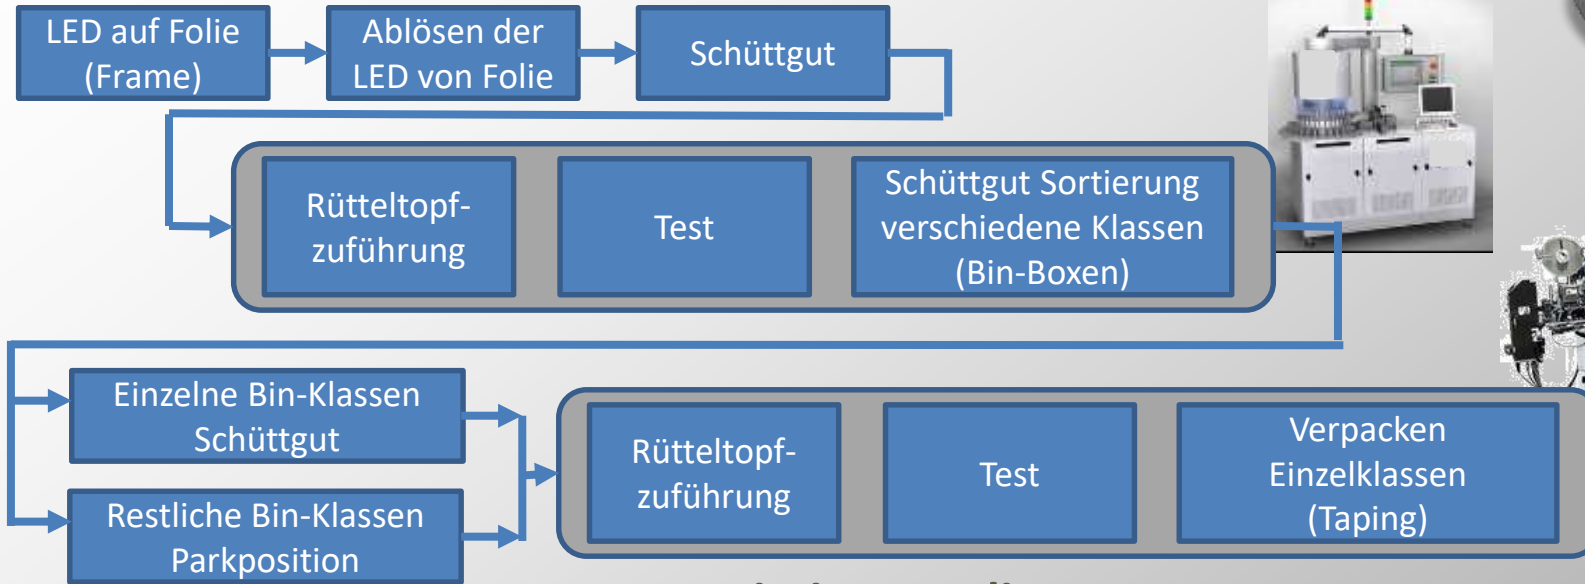 LED auf Folie
(Frame)
Ablösen der
LED von Folie
Schüttgut
Rütteltopf-
zuführung
Test
Schüttgut Sortierung
verschiedene Klassen
(Bin-Boxen)
Einzelne Bin-Klassen
Schüttgut
Restliche Bin-Klassen
Parkposition
Rütteltopf-
zuführung
Test
Verpacken
Einzelklassen
(Taping)